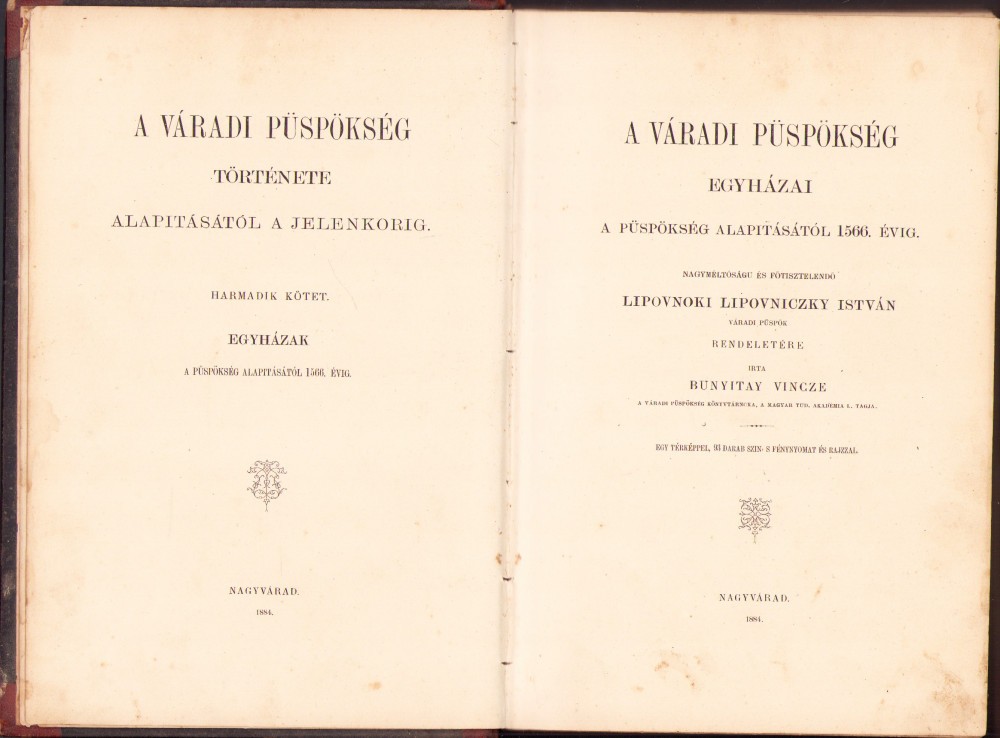 A VÁRADI PÜSPÖKSÉG
TÖRTÉNETE
ALAPITÁSÁTÓL A JELENKORIG.
HARMADIK KÖTET.
EGYHÁZAK
A PÜSPÖKSÉG ALAPITÁSÁTÓL 1566. ÉVIG.
NAGYVÁRAD.
1884.
A VÁRADI PÜSPÖKSÉG
EGYHÁZAI
A PÜSPÖKSÉG ALAPITÁSÁTÓL 1566. ÉVIG.
NAGYMÉLTÓSÁGU ÉS FŐTISZTELENDŐ
LIPOVNOKI LIPOVNICZKY ISTVÁN
VÁRADI PÜSPÖK
RENDELETÉRE
IRTA
BUNYITAY VINCZE
A VÁRADI PÜSPÖKSÉG KÖNYVTÁRNOKA, A MAGYAR TUD. AKADEMIA L. TAGJA.
EGY TÉRKÉPPEL, 93 DARAB SZIN- S FÉNYNYOMAT ÉS RAJZZAL.
NAGYVÁRAD.
1884.